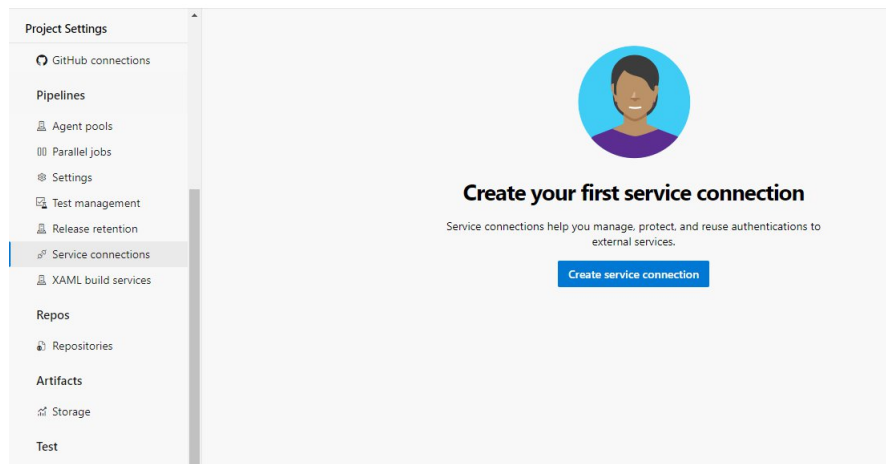 Project Settings
GitHub connections
Pipelines
Agent pools
Parallel jobs
Settings
Test management
Release retention
Service connections
XAML build services
Repos
Repositories
Artifacts
Storage
Test
Create your first service connection
Service connections help you manage, protect, and reuse authentications to
external services.
Create service connection